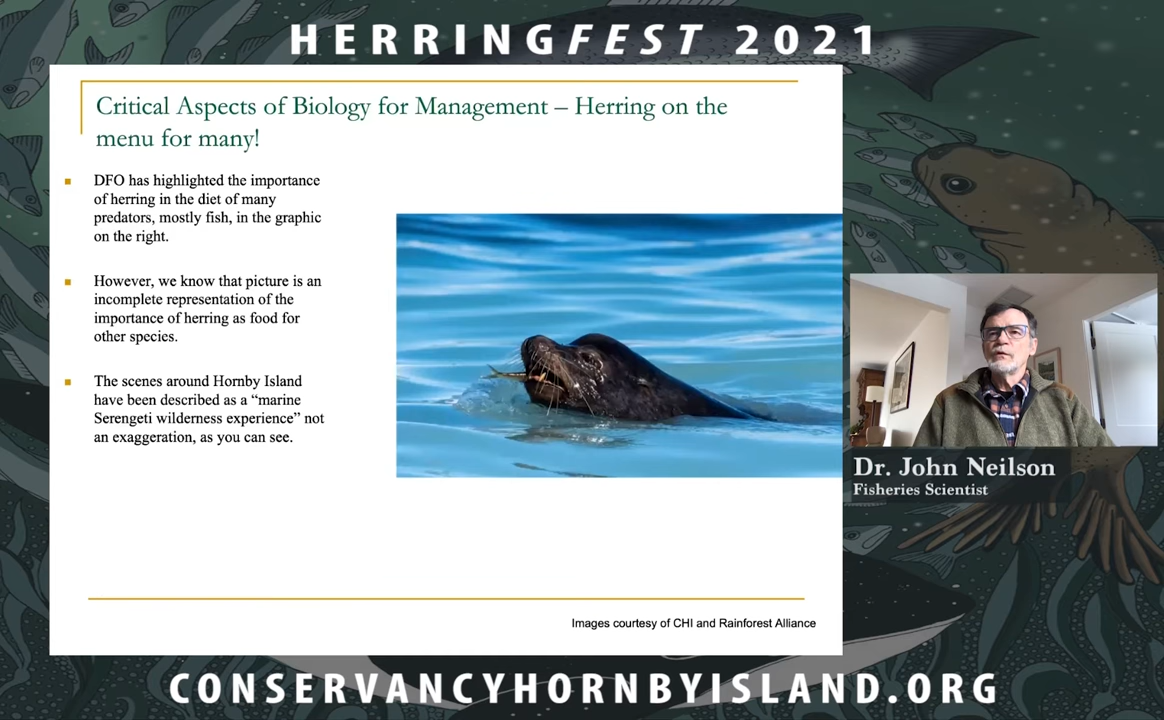 HERRINGFEST 2021
Critical Aspects of Biology for Management – Herring on the
menu for many!
DFO has highlighted the importance
of herring in the diet of many
predators, mostly fish, in the graphic
on the right.
However, we know that picture is an
incomplete representation of the
importance of herring as food for
other species.
The scenes around Hornby Island
have been described as a “marine
Serengeti wilderness experience” not
an exaggeration, as you can see.
Images courtesy of CHI and Rainforest Alliance
Dr. John Neilson
Fisheries Scientist
CONSERVANCYHORNBYISLAND.ORG